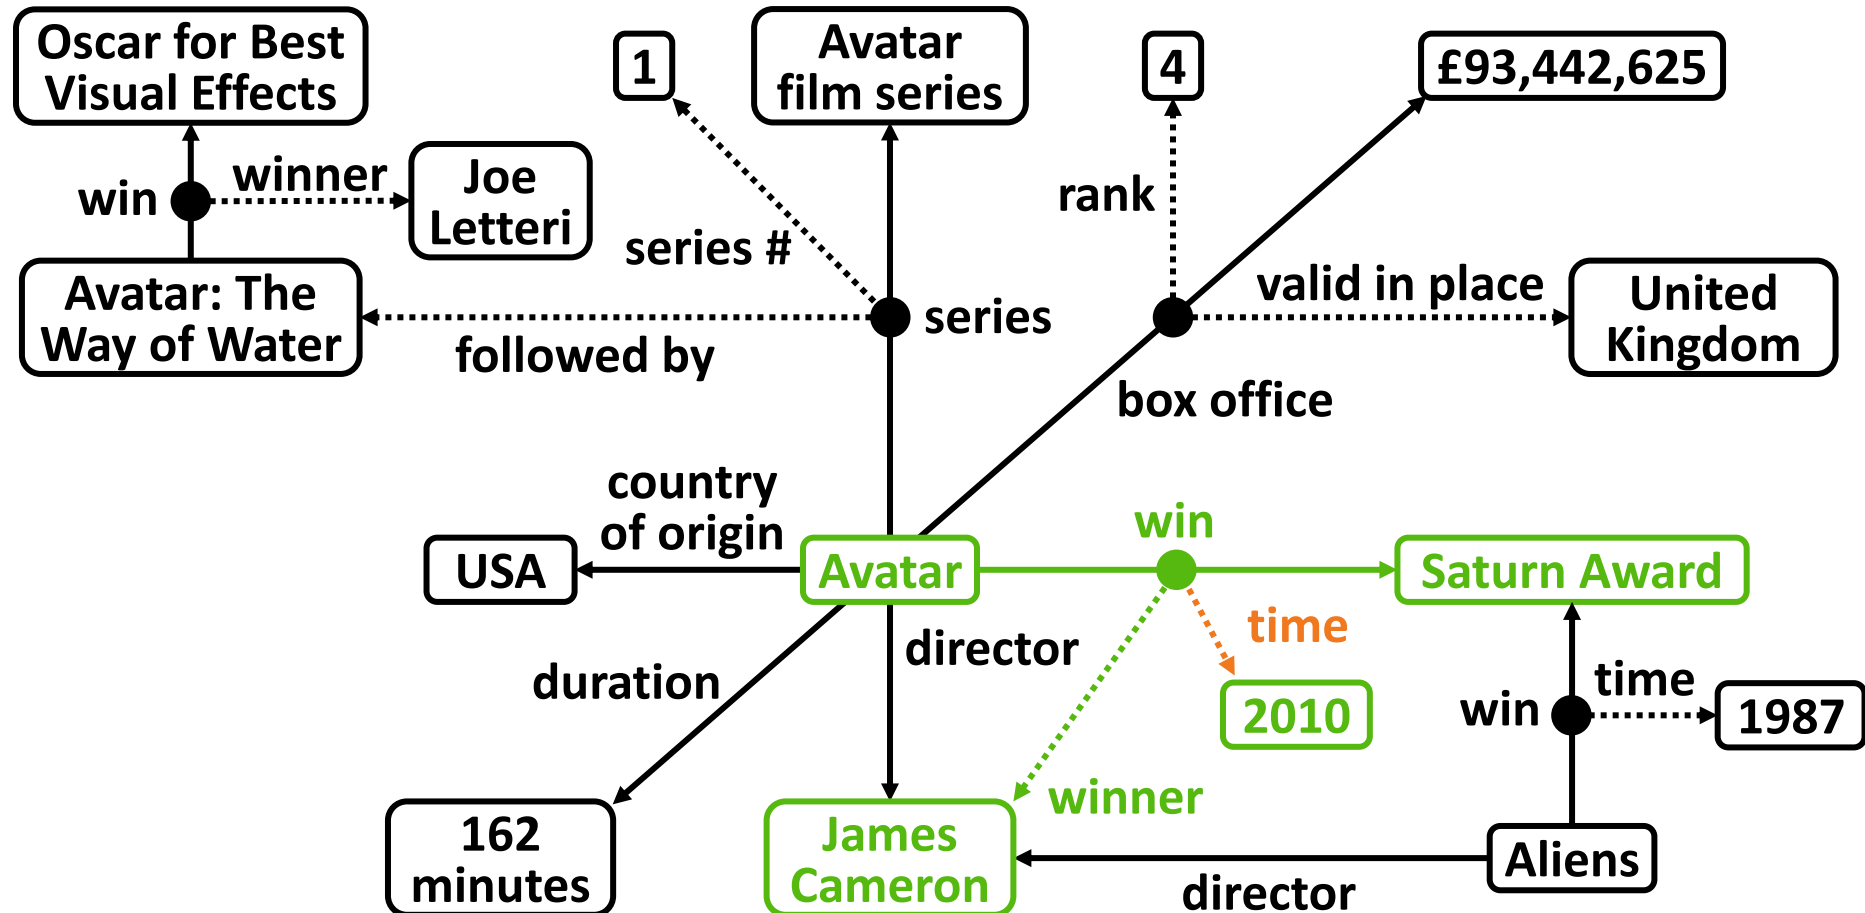 Oscar for Best
Visual Effects
1
Avatar
film series
4
£93,442,625
win
winner
Joe
Letteri
rank
series #
Avatar: The
Way of Water
followed by
series
valid in place
United
Kingdom
box office
country
of origin
win
USA
Avatar
Saturn Award
time
director
duration
2010
win
time
1987
winner
162
minutes
James
Cameron
director
Aliens